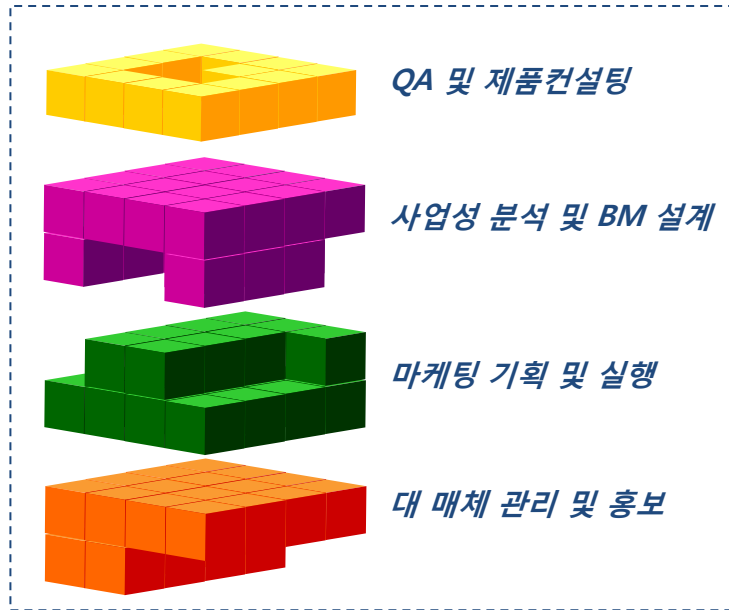 QA 및 제품컨설팅
사업성 분석 및 BM 설계
마케팅 기획 및 실행
대 매체 관리 및 홍보